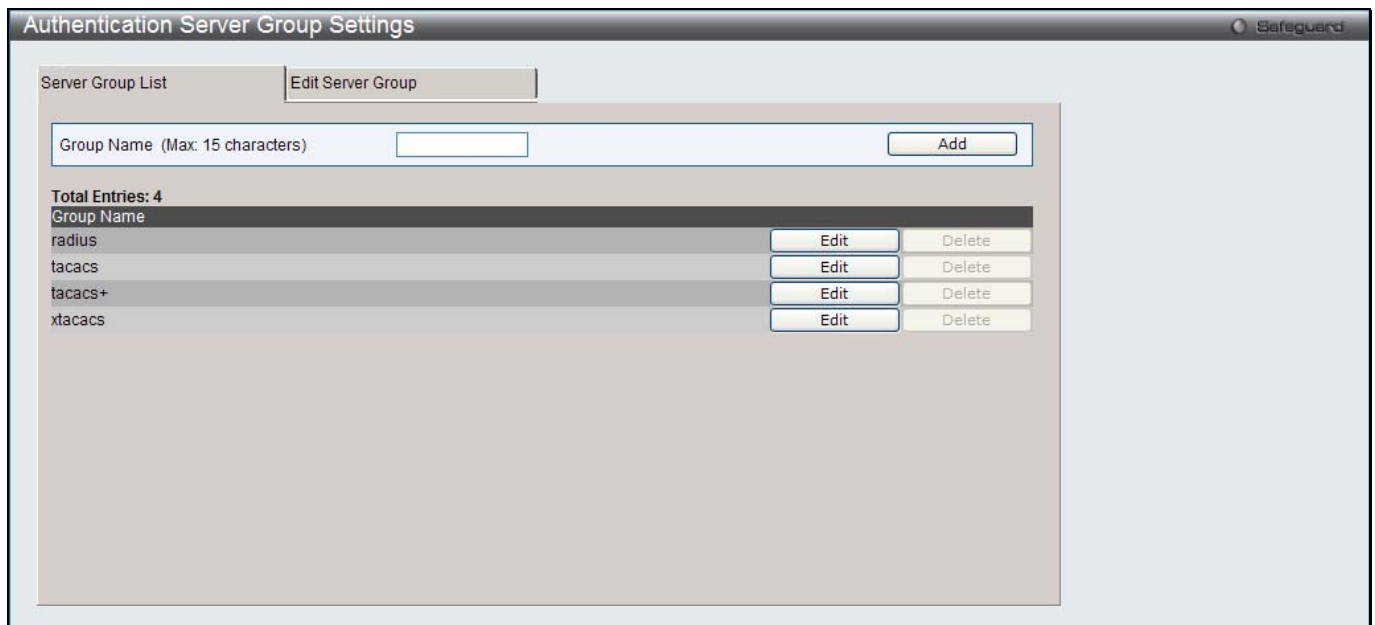 Authentication Server Group Settings
Safeguard
Server Group List
Edit Server Group
Group Name (Max: 15 characters)
Add
Total Entries: 4
Group Name
radius Edit Delete
tacacs Edit Delete
tacacs+ Edit Delete
xtacacs Edit Delete